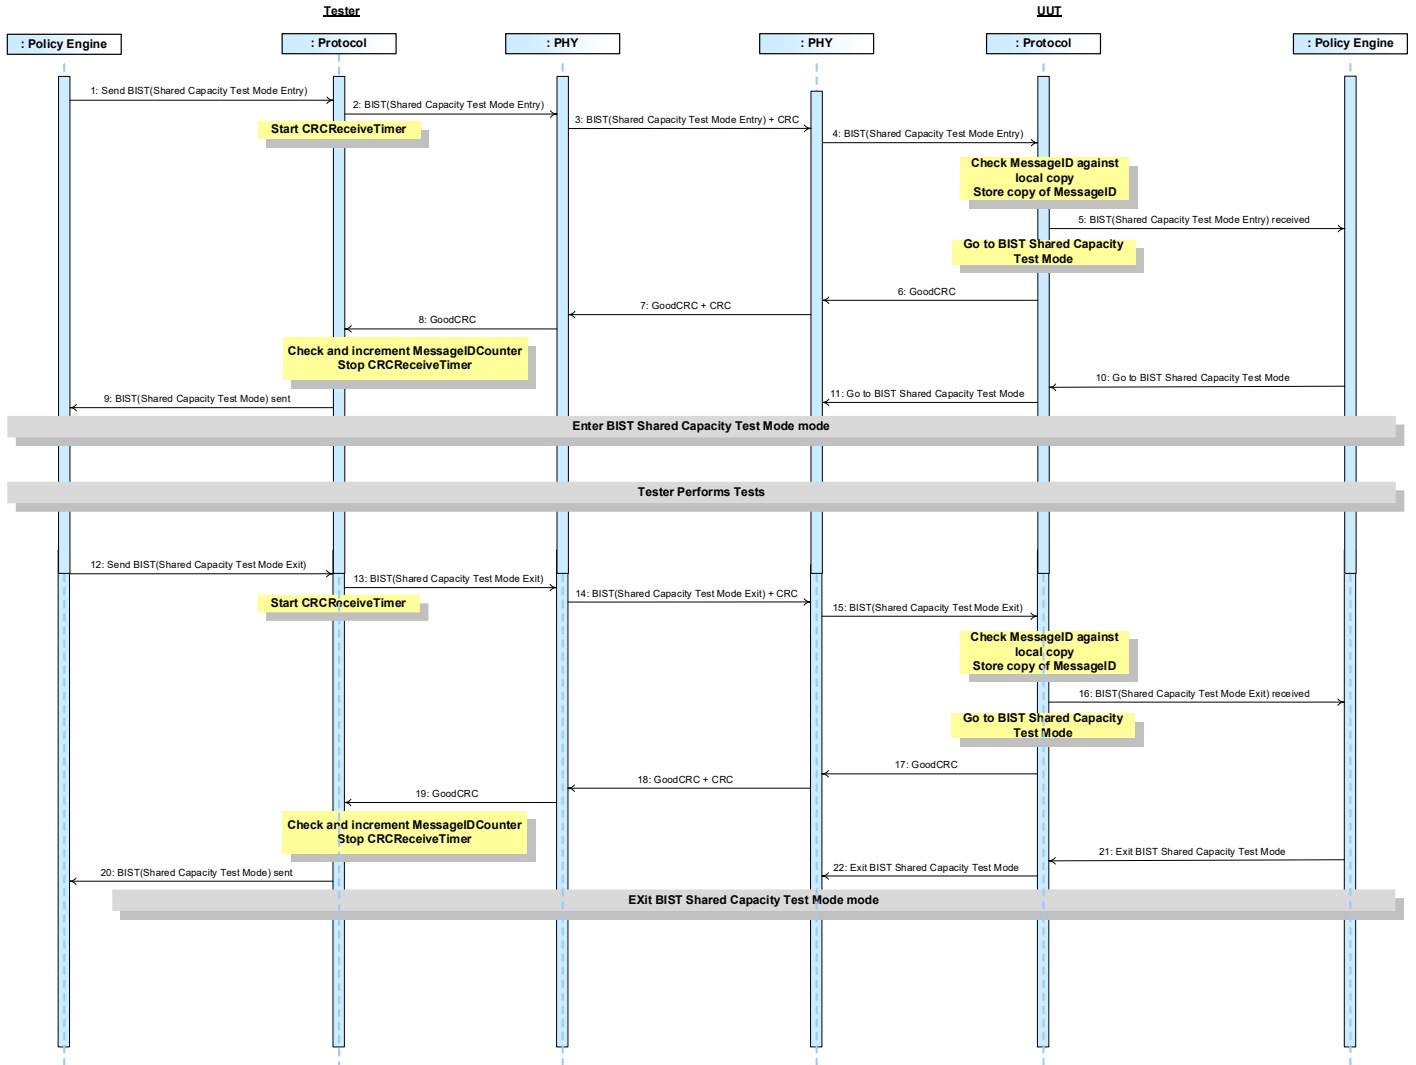 Tester
UUT
: Policy Engine
: Protocol
: PHY
: PHY
: Protocol
: Policy Engine
1: Send BIST(Shared Capacity Test Mode Entry)
2: BIST(Shared Capacity Test Mode Entry)
Start CRCReceiveTimer
3: BIST(Shared Capacity Test Mode Entry) + CRC
4: BIST(Shared Capacity Test Mode Entry)
Check MessageID against
local copy
Store copy of MessageID
5: BIST(Shared Capacity Test Mode Entry) received
Go to BIST Shared Capacity
Test Mode
6: GoodCRC
7: GoodCRC + CRC
8: GoodCRC
Check and increment MessageIDCounter
Stop CRCReceiveTimer
10: Go to BIST Shared Capacity Test Mode
11: Go to BIST Shared Capacity Test Mode
9: BIST(Shared Capacity Test Mode) sent
Enter BIST Shared Capacity Test Mode mode
Tester Performs Tests
12: Send BIST(Shared Capacity Test Mode Exit)
13: BIST(Shared Capacity Test Mode Exit)
Start CRCReceiveTimer
14: BIST(Shared Capacity Test Mode Exit) + CRC
15: BIST(Shared Capacity Test Mode Exit)
Check MessageID against
local copy
Store copy of MessageID
16: BIST(Shared Capacity Test Mode Exit) received
Go to BIST Shared Capacity
Test Mode
17: GoodCRC
18: GoodCRC + CRC
19: GoodCRC
Check and increment MessageIDCounter
Stop CRCReceiveTimer
21: Exit BIST Shared Capacity Test Mode
22: Exit BIST Shared Capacity Test Mode
20: BIST(Shared Capacity Test Mode) sent
EXit BIST Shared Capacity Test Mode mode